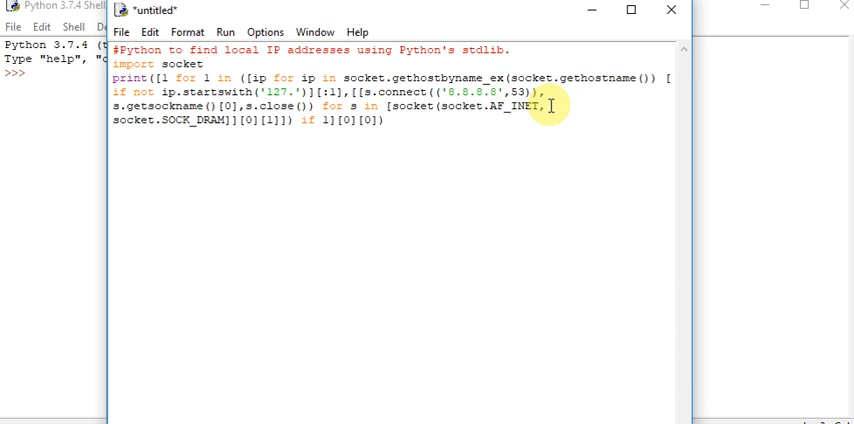 Python 3.7.4 Shell
*untitled*
File Edit Shell De
File Edit Format Run Options Window Help
Python 3.7.4 (t
Type "help", "c
>>>
#Python to find local IP addresses using Python's stdlib.
import socket
print([l for l in ([ip for ip in socket.gethostbyname_ex(socket.gethostname()) [
if not ip.startswith('127.')][:1],[[s.connect(('8.8.8.8',53)),
s.getsockname()[0],s.close()) for s in [socket(socket.AF_INET,
socket.SOCK_DRAM]][0][1]]) if l][0][0])